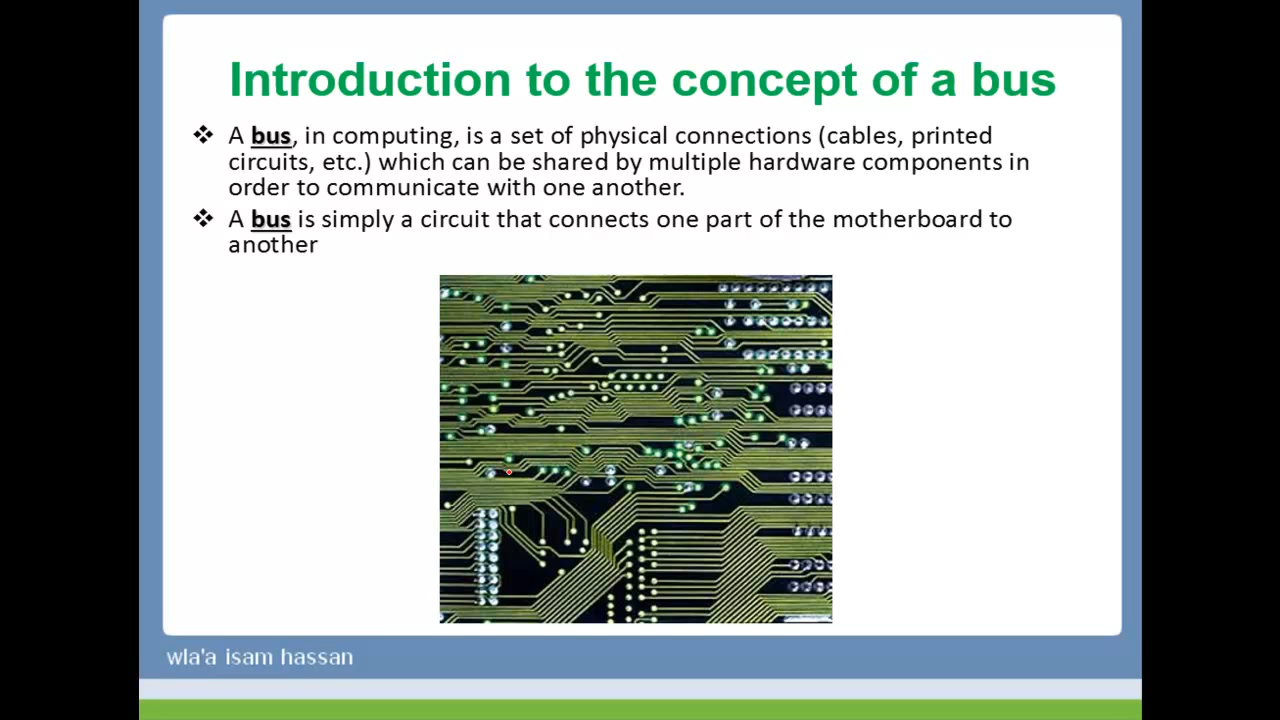 Introduction to the concept of a bus
❖ A bus, in computing, is a set of physical connections (cables, printed
circuits, etc.) which can be shared by multiple hardware components in
order to communicate with one another.
❖ A bus is simply a circuit that connects one part of the motherboard to
another
wla'a isam hassan